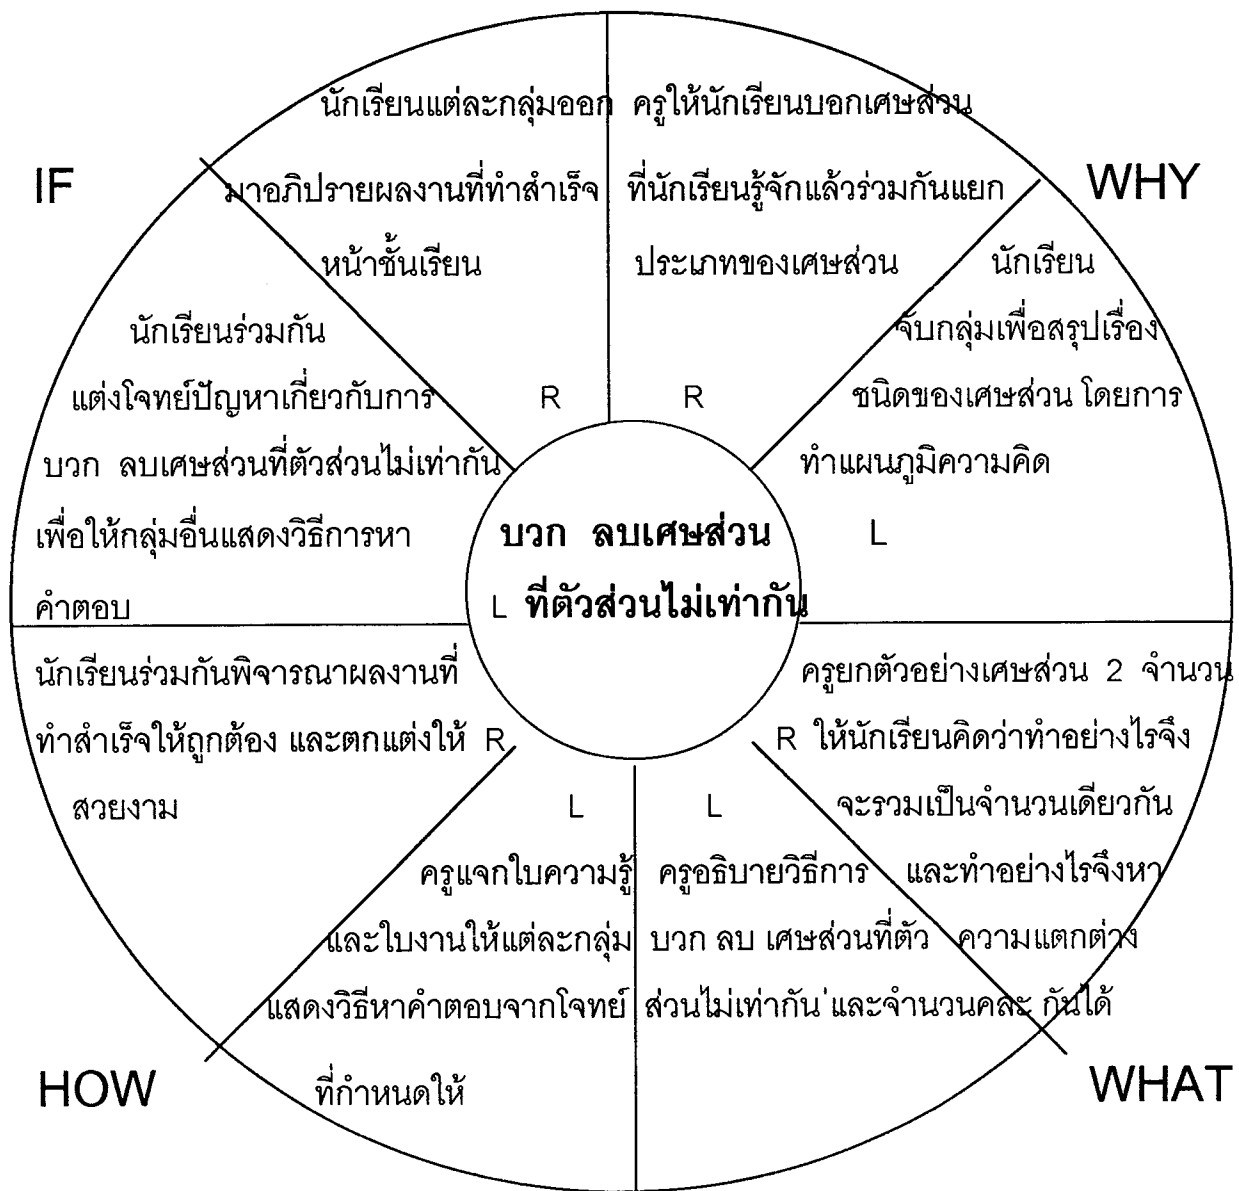 IF
WHY
นักเรียนแต่ละกลุ่มออก
มาอภิปรายผลงานที่ทำสำเร็จ
หน้าชั้นเรียน
R
ครูให้นักเรียนบอกเศษส่วน
ที่นักเรียนรู้จักแล้วร่วมกันแยก
ประเภทของเศษส่วน
R
นักเรียน
จับกลุ่มเพื่อสรุปเรื่อง
ชนิดของเศษส่วน โดยการ
ทำแผนภูมิความคิด
L
นักเรียนร่วมกัน
แต่งโจทย์ปัญหาเกี่ยวกับการ
บวก ลบเศษส่วนที่ตัวส่วนไม่เท่ากัน
เพื่อให้กลุ่มอื่นแสดงวิธีการหา
คำตอบ
L
บวก ลบเศษส่วน
ที่ตัวส่วนไม่เท่ากัน
นักเรียนร่วมกันพิจารณาผลงานที่
ทำสำเร็จให้ถูกต้อง และตกแต่งให้ R
สวยงาม
ครูยกตัวอย่างเศษส่วน 2 จำนวน
R ให้นักเรียนคิดว่าทำอย่างไรจึง
จะรวมเป็นจำนวนเดียวกัน
และทำอย่างไรจึงหา
ความแตกต่าง
กันได้
L
ครูแจกใบความรู้
และใบงานให้แต่ละกลุ่ม
แสดงวิธีหาคำตอบจากโจทย์
ที่กำหนดให้
L
ครูอธิบายวิธีการ
บวก ลบ เศษส่วนที่ตัว
ส่วนไม่เท่ากัน และจำนวนคละ
HOW
WHAT